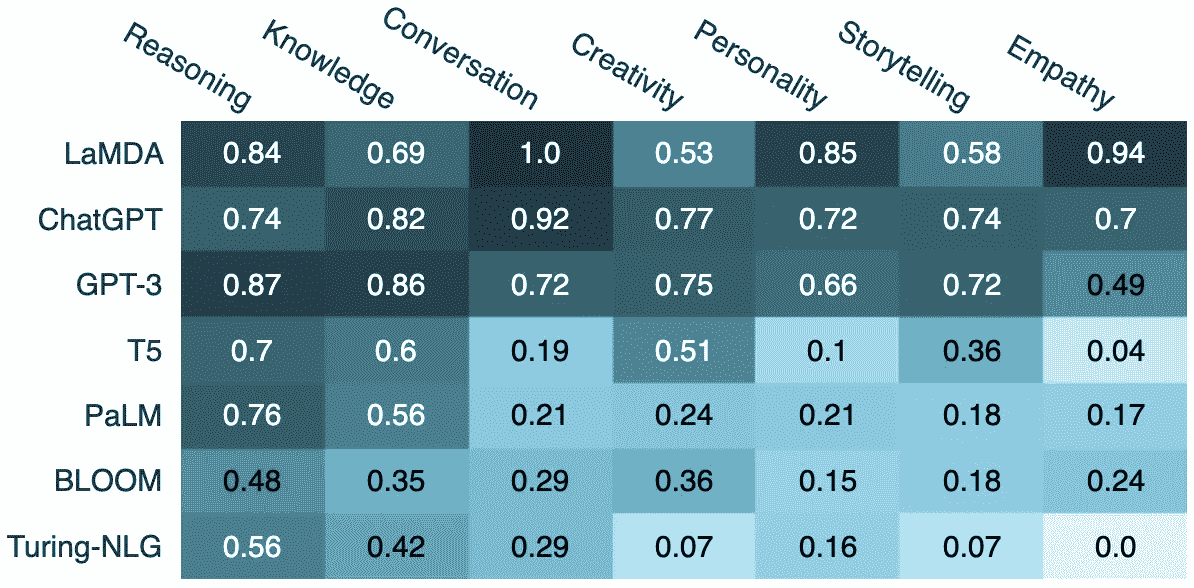 Reasoning Knowledge Conversation Creativity Personality Storytelling Empathy
LaMDA 0.84 0.69 1.0 0.53 0.85 0.58 0.94
ChatGPT 0.74 0.82 0.92 0.77 0.72 0.74 0.7
GPT-3 0.87 0.86 0.72 0.75 0.66 0.72 0.49
T5 0.7 0.6 0.19 0.51 0.1 0.36 0.04
PaLM 0.76 0.56 0.21 0.24 0.21 0.18 0.17
BLOOM 0.48 0.35 0.29 0.36 0.15 0.18 0.24
Turing-NLG 0.56 0.42 0.29 0.07 0.16 0.07 0.0